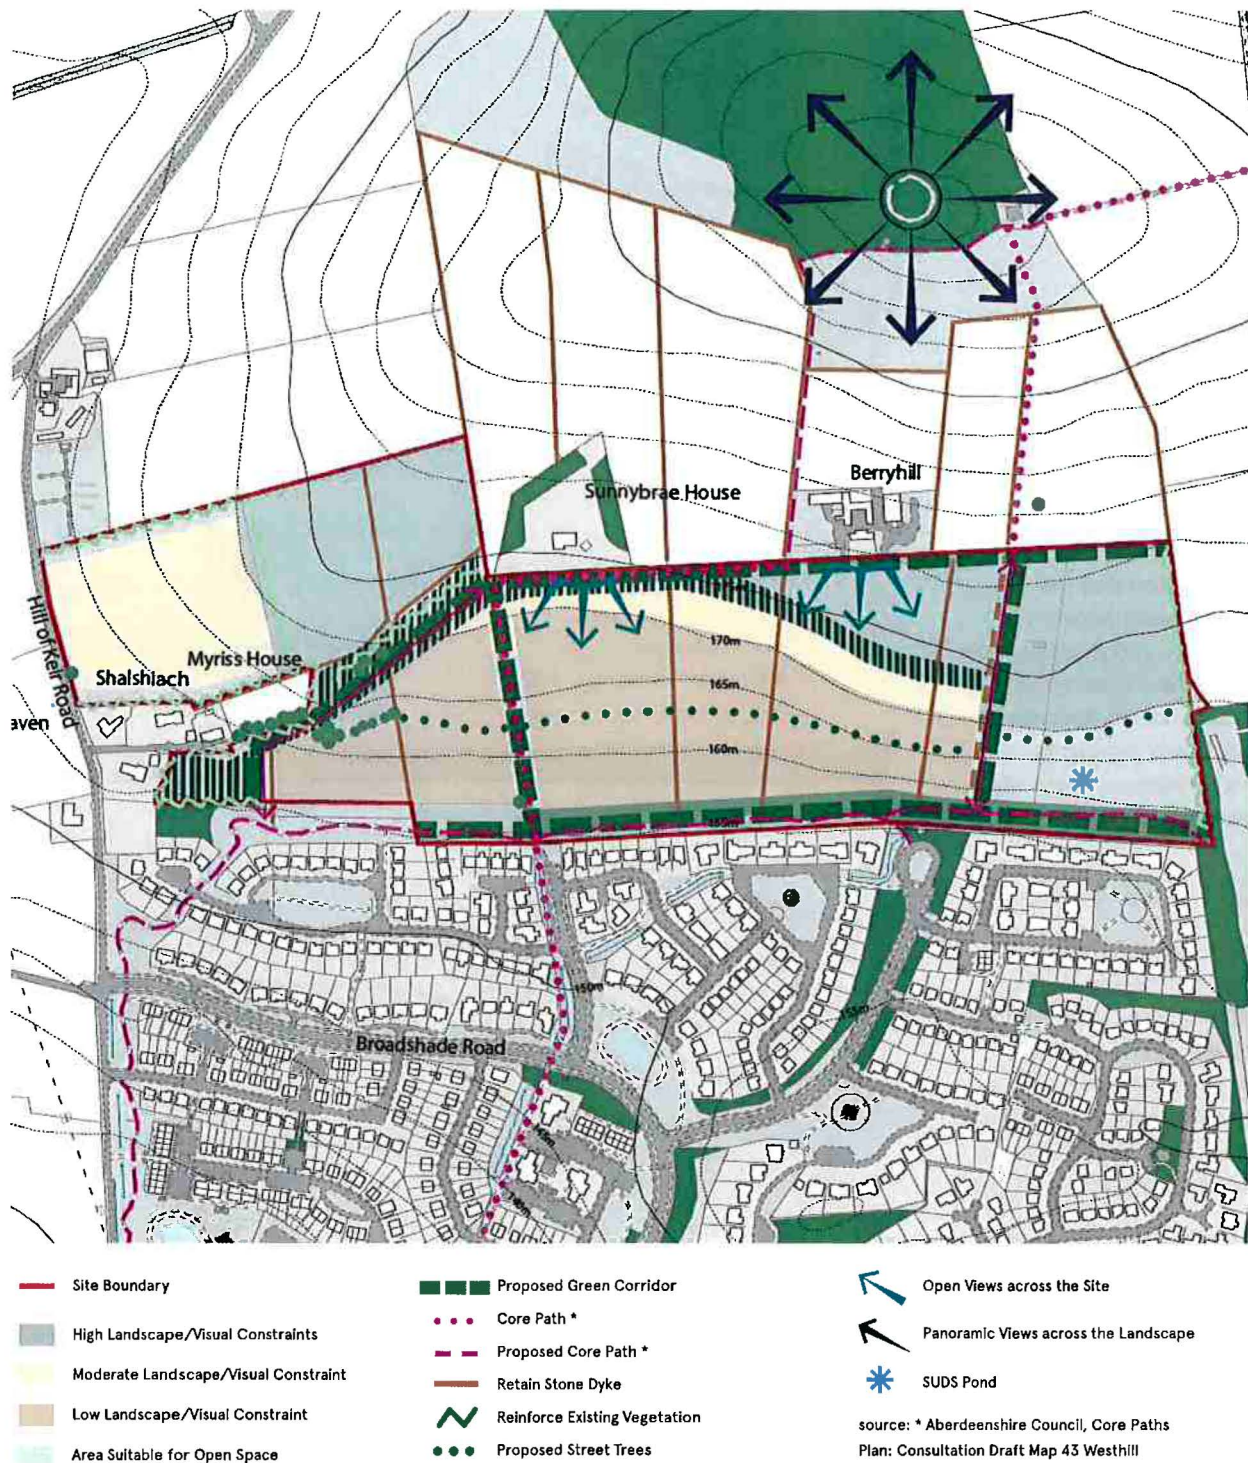 Sunnybrae House
Berryhill
Hill of Keir Road
Myriss House
Shalshiach
aven
170m
165m
160m
155m
150m
155m
Broadshade Road
145m
140m
Site Boundary
High Landscape/Visual Constraints
Moderate Landscape/Visual Constraint
Low Landscape/Visual Constraint
Area Suitable for Open Space
Proposed Green Corridor
Core Path *
Proposed Core Path *
Retain Stone Dyke
Reinforce Existing Vegetation
Proposed Street Trees
Open Views across the Site
Panoramic Views across the Landscape
SUDS Pond
source: * Aberdeenshire Council, Core Paths
Plan: Consultation Draft Map 43 Westhill